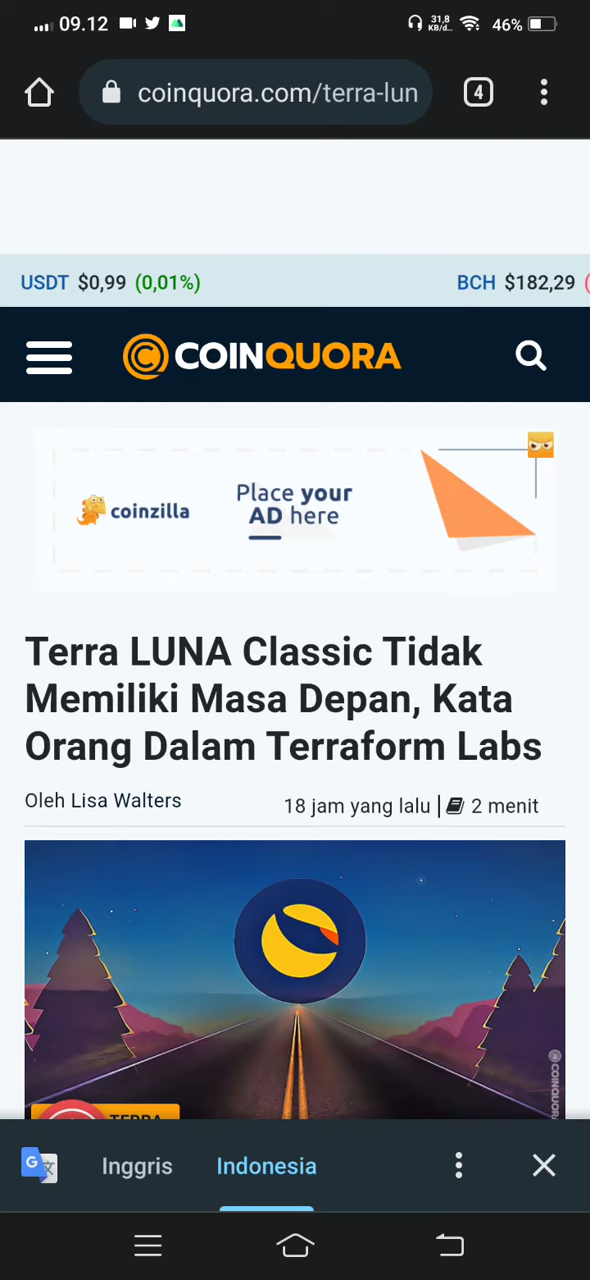 09.12
31,8
KB/d...
46%
coinquora.com/terra-lun
4
USDT $0,99 (0,01%)
BCH $182,29 (
COINQUORA
coinzilla
Place your
AD here
Terra LUNA Classic Tidak
Memiliki Masa Depan, Kata
Orang Dalam Terraform Labs
Oleh Lisa Walters
18 jam yang lalu | 2 menit
COINQUORA
TERRA
G 文
Inggris
Indonesia